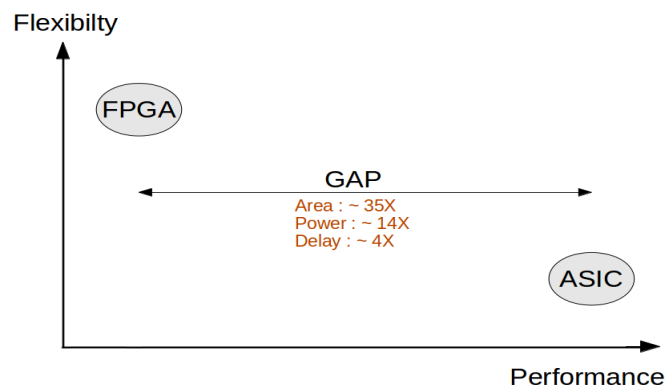 Flexibilty
FPGA
GAP
Area : ~ 35X
Power : ~ 14X
Delay : ~ 4X
ASIC
Performance